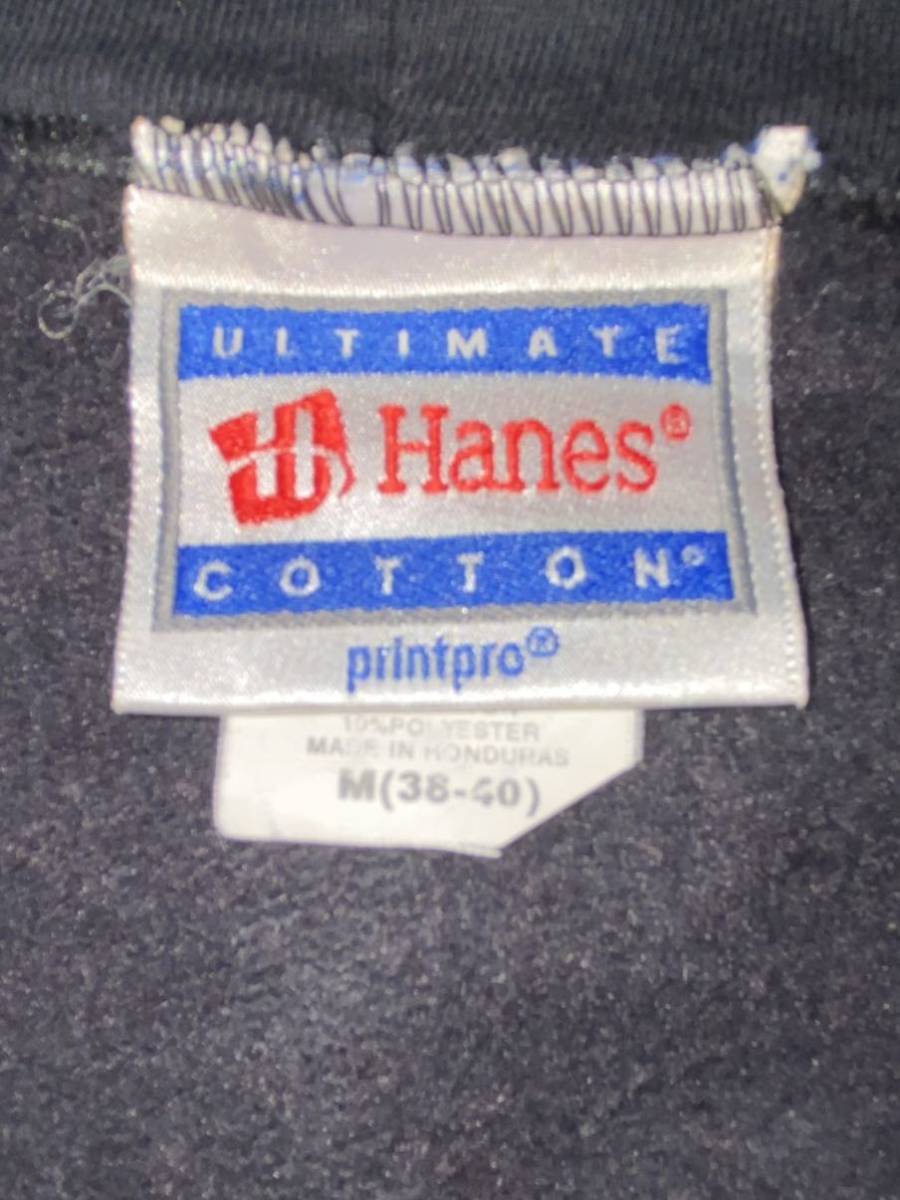 ULTIMATE
Hanes®
COTTON®
printpro®
10% POLYESTER
MADE IN HONDURAS
M(38-40)